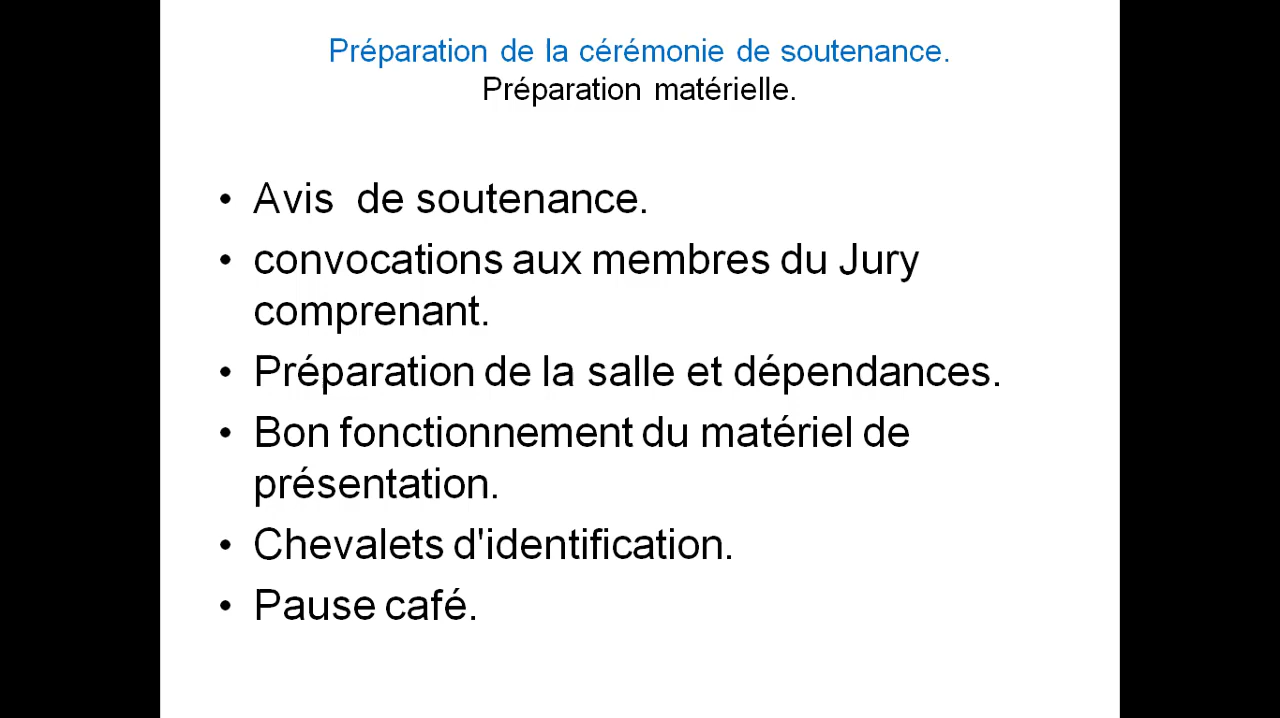 Préparation de la cérémonie de soutenance.
Préparation matérielle.
• Avis  de soutenance.
• convocations aux membres du Jury
comprenant.
• Préparation de la salle et dépendances.
• Bon fonctionnement du matériel de
présentation.
• Chevalets d'identification.
• Pause café.